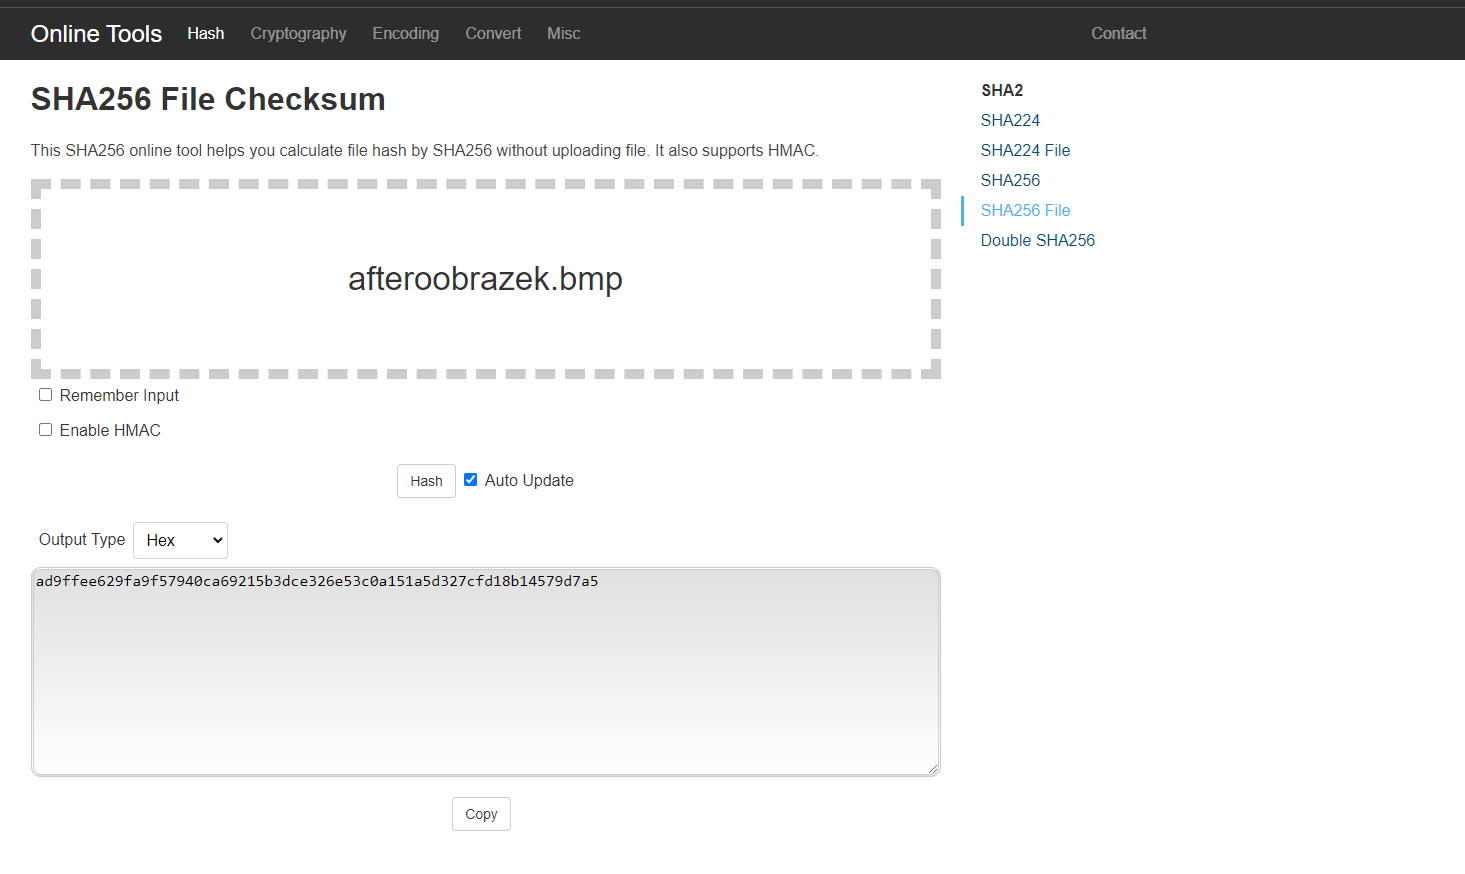 Online Tools Hash Cryptography Encoding Convert Misc Contact
SHA256 File Checksum
This SHA256 online tool helps you calculate file hash by SHA256 without uploading file. It also supports HMAC.
afteroobrazek.bmp
Remember Input
Enable HMAC
Hash Auto Update
Output Type Hex
ad9ffee629fa9f57940ca69215b3dce326e53c0a151a5d327cfd18b14579d7a5
Copy
SHA2
SHA224
SHA224 File
SHA256
SHA256 File
Double SHA256